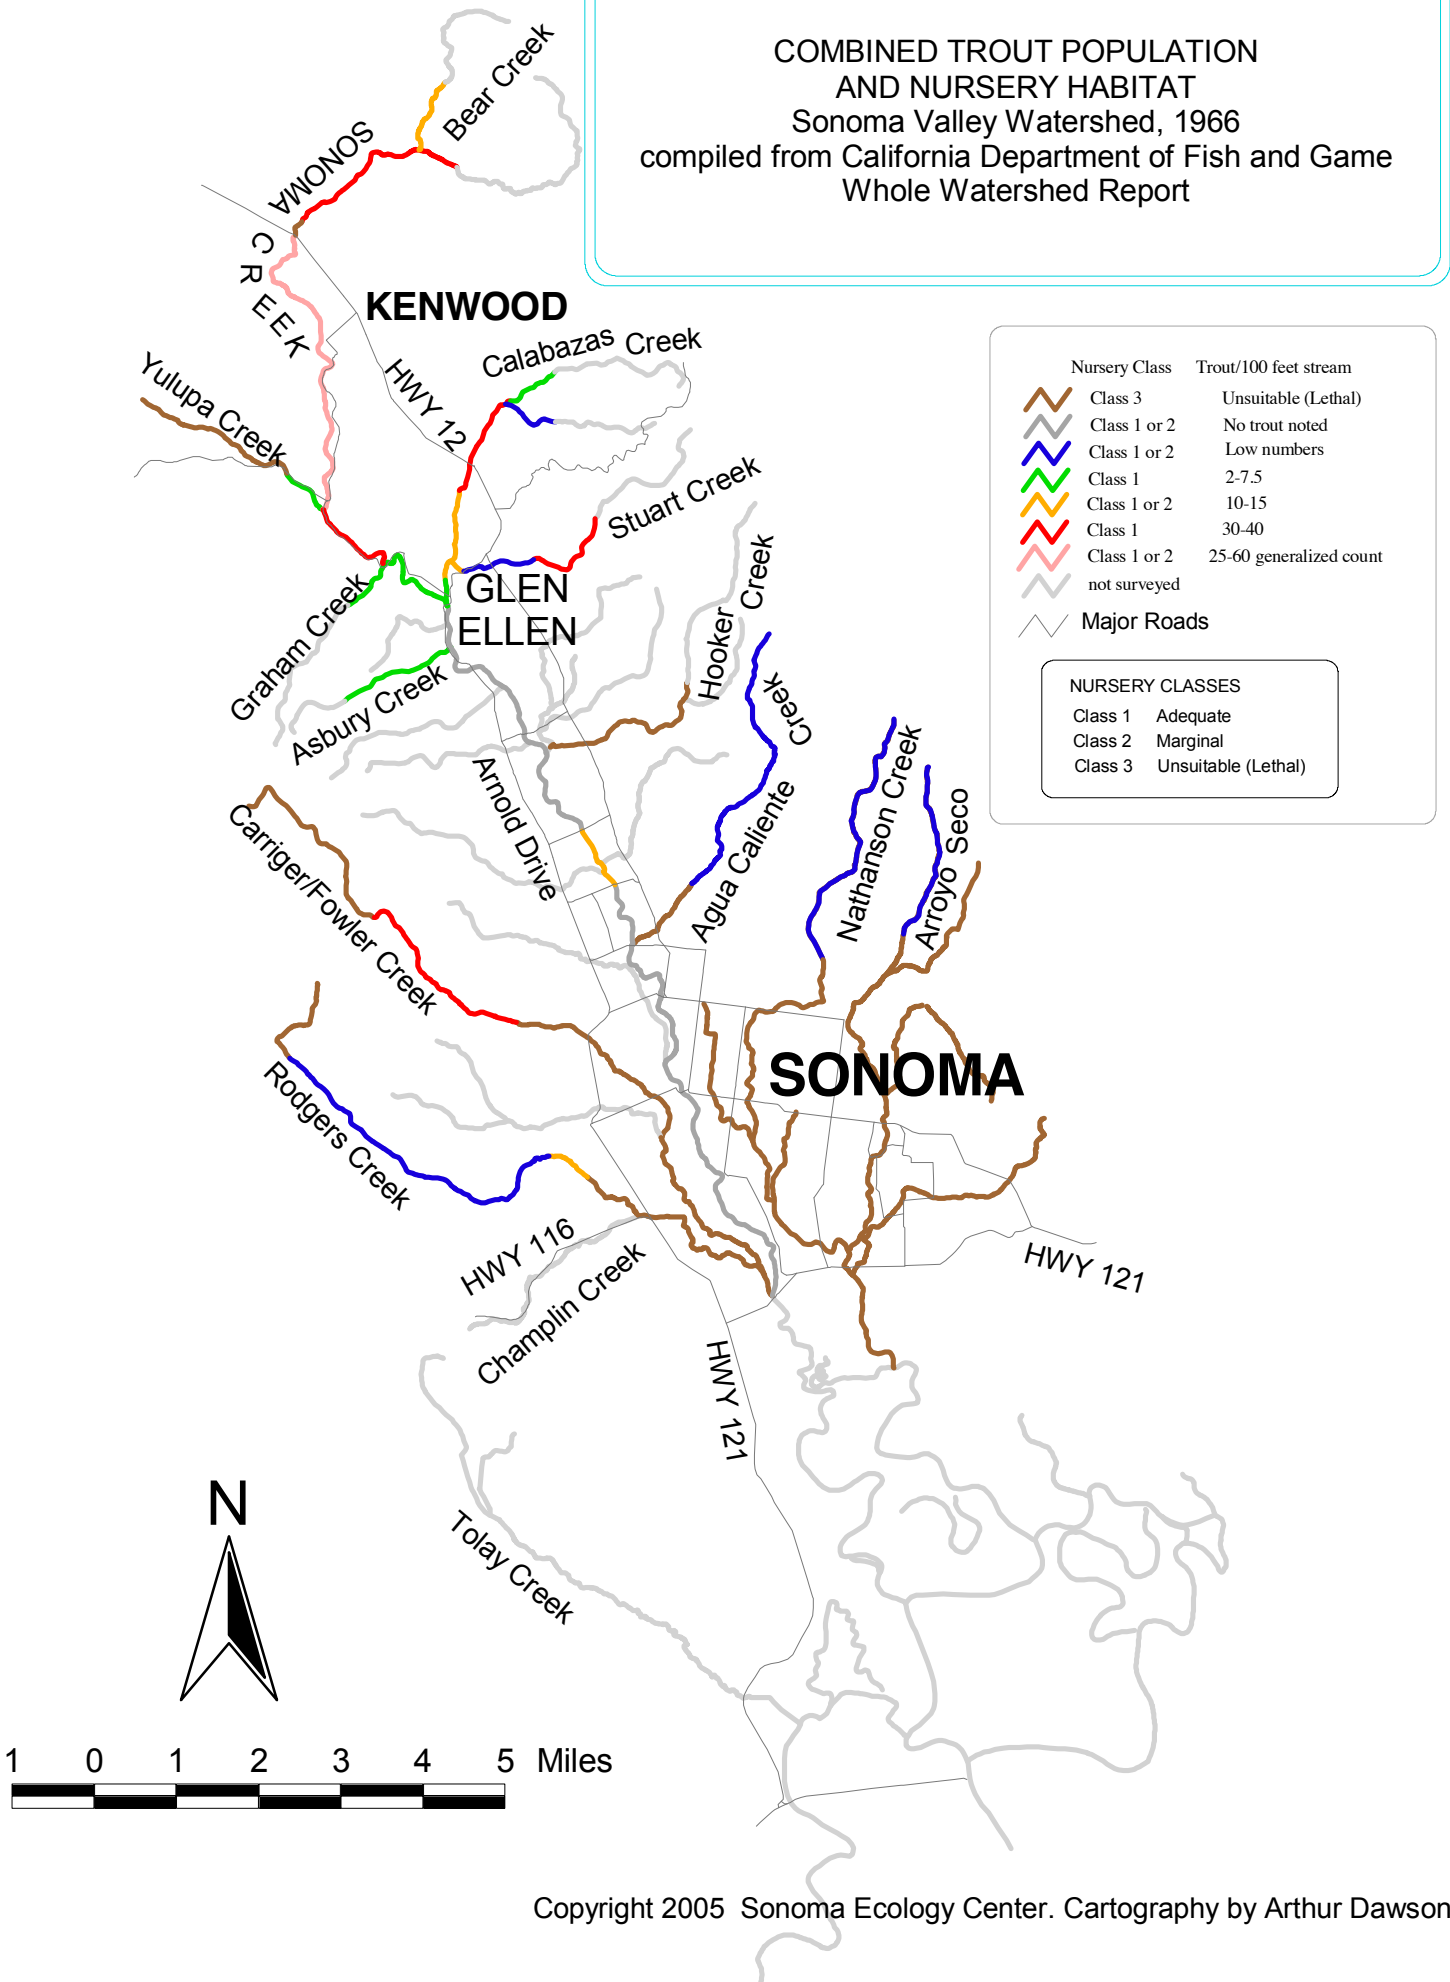 COMBINED TROUT POPULATION
AND NURSERY HABITAT
Sonoma Valley Watershed, 1966
compiled from California Department of Fish and Game
Whole Watershed Report
Bear Creek
SONOMA
CREEK
KENWOOD
Calabazas Creek
HWY 12
Yulupa Creek
Stuart Creek
GLEN
ELLEN
Graham Creek
Hooker Creek
Asbury Creek
Agua Caliente Creek
Nathanson Creek
Arroyo Seco
Arnold Drive
Carriger/Fowler Creek
SONOMA
Rodgers Creek
HWY 116
Champlin Creek
HWY 121
HWY 121
Tolay Creek
Nursery Class Trout/100 feet stream
Class 3 Unsuitable (Lethal)
Class 1 or 2 No trout noted
Class 1 or 2 Low numbers
Class 1 2-7.5
Class 1 or 2 10-15
Class 1 30-40
Class 1 or 2 25-60 generalized count
not surveyed
Major Roads
NURSERY CLASSES
Class 1 Adequate
Class 2 Marginal
Class 3 Unsuitable (Lethal)
N
1 0 1 2 3 4 5 Miles
Copyright 2005 Sonoma Ecology Center. Cartography by Arthur Dawson